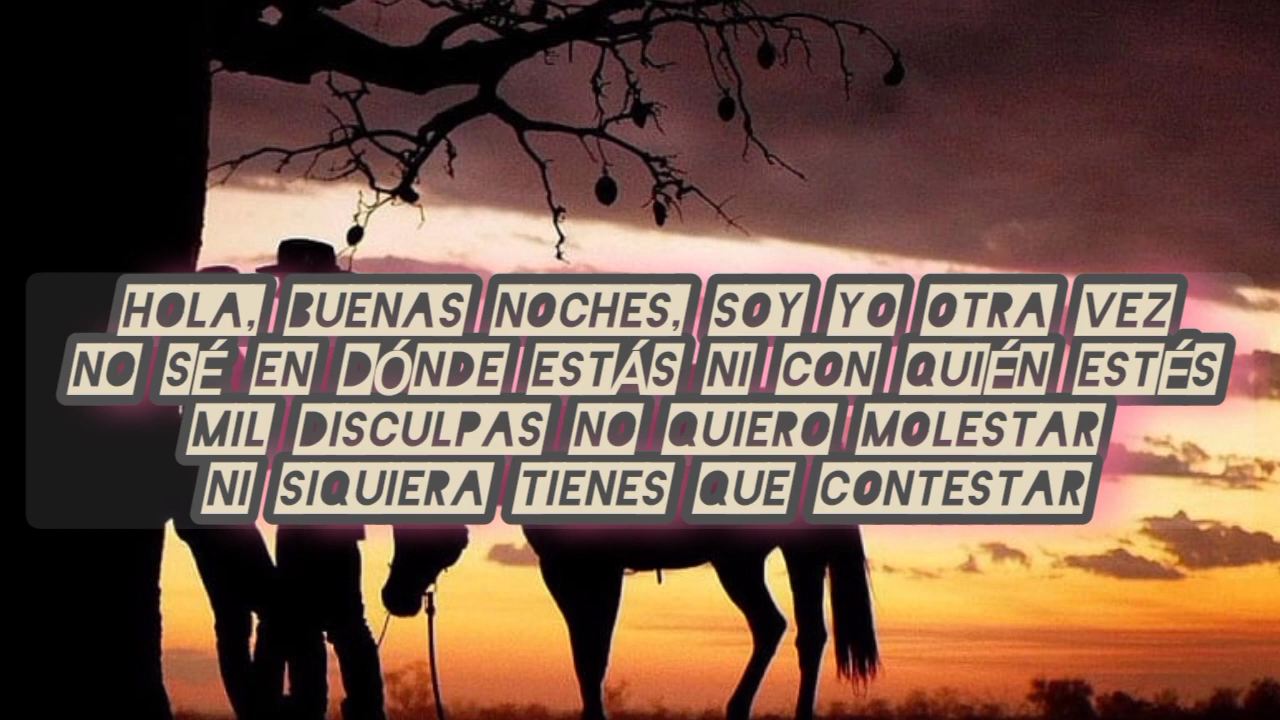 HOLA, BUENAS NOCHES, SOY YO OTRA VEZ
NO SÉ EN DÓNDE ESTÁS NI CON QUIÉN ESTÉS
MIL DISCULPAS NO QUIERO MOLESTAR
NI SIQUIERA TIENES QUE CONTESTAR